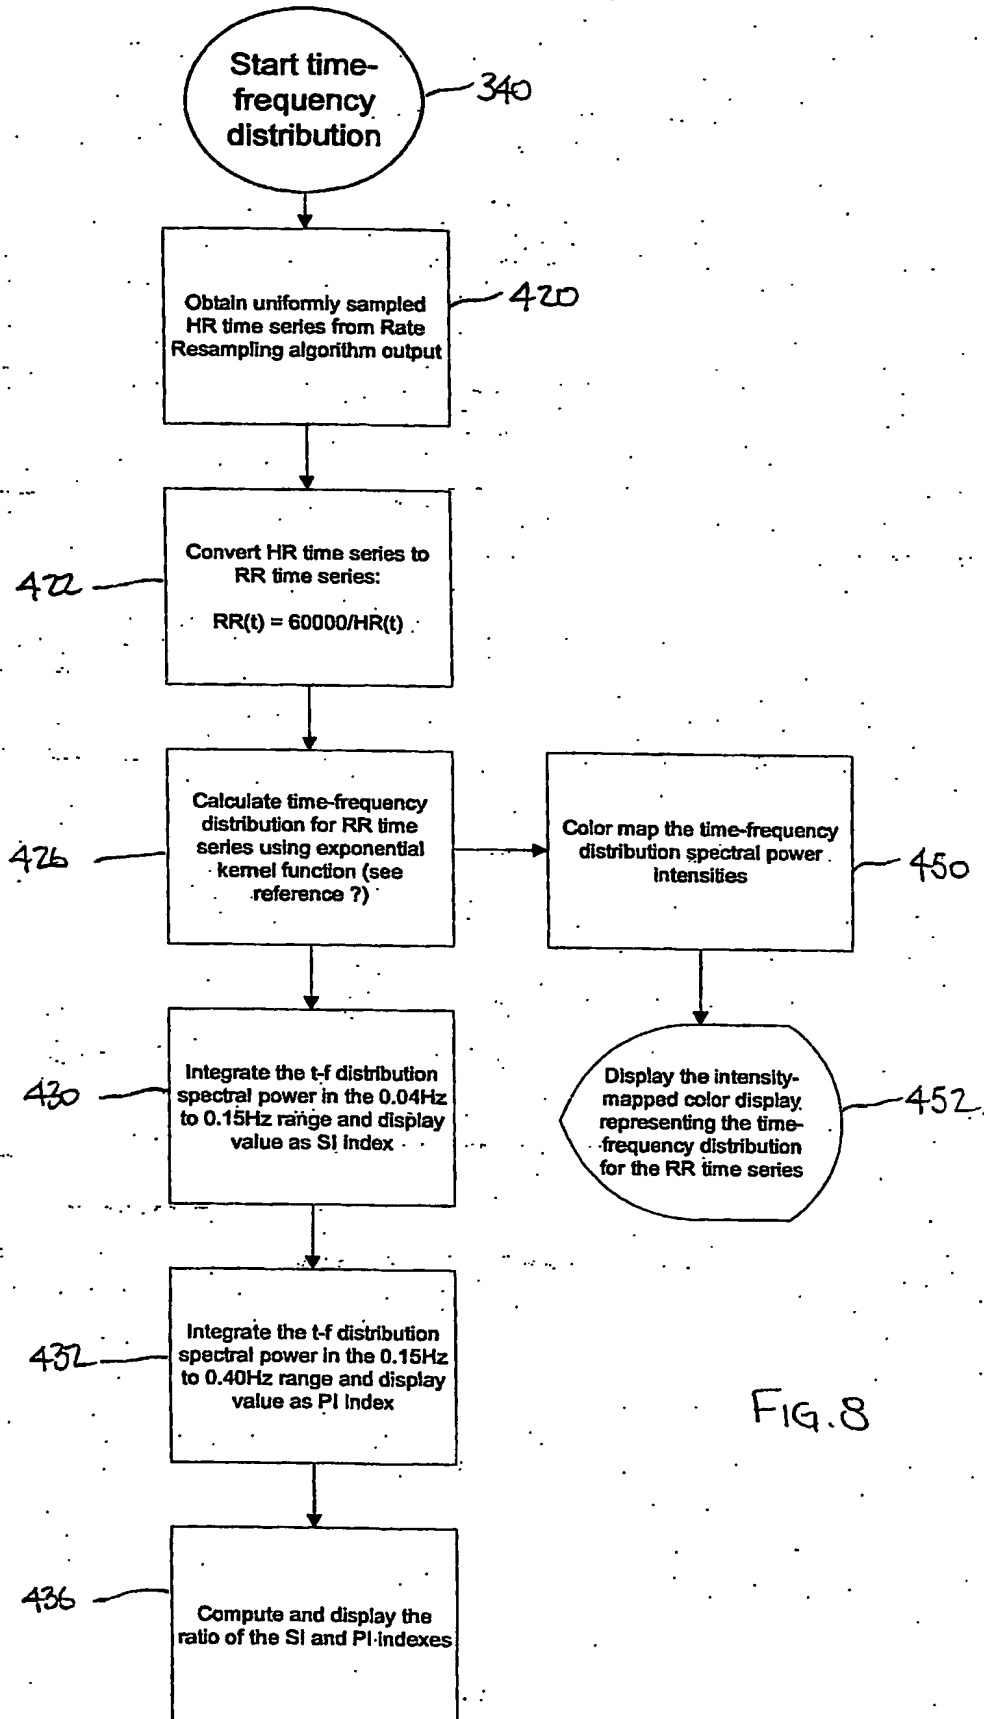 Start time-
frequency
distribution
340
Obtain uniformly sampled
HR time series from Rate
Resampling algorithm output
420
Convert HR time series to
RR time series:
RR(t) = 60000/HR(t)
422
Calculate time-frequency
distribution for RR time
series using exponential
kernel function (see
reference ?)
426
Color map the time-frequency
distribution spectral power
intensities
450
Integrate the t-f distribution
spectral power in the 0.04Hz
to 0.15Hz range and display
value as SI Index
430
Display the intensity-
mapped color display,
representing the time-
frequency distribution
for the RR time series
452
Integrate the t-f distribution
spectral power in the 0.15Hz
to 0.40Hz range and display
value as PI Index
432
FIG. 8
Compute and display the
ratio of the SI and PI indexes
436